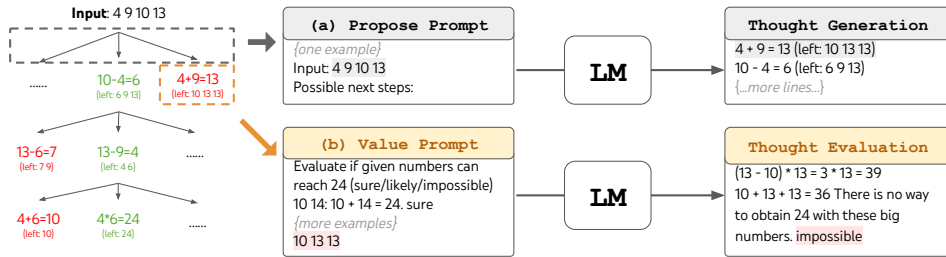 Input: 4 9 10 13
......
10-4=6
(left: 6 9 13)
4+9=13
(left: 10 13 13)
13-6=7
(left: 7 9)
13-9=4
(left: 4 6)
......
4+6=10
(left: 10)
4*6=24
(left: 24)
......
(a) Propose Prompt
{one example}
Input: 4 9 10 13
Possible next steps:
LM
Thought Generation
4 + 9 = 13 (left: 10 13 13)
10 - 4 = 6 (left: 6 9 13)
{...more lines...}
(b) Value Prompt
Evaluate if given numbers can
reach 24 (sure/likely/impossible)
10 14: 10 + 14 = 24. sure
{more examples}
10 13 13
LM
Thought Evaluation
(13 - 10) * 13 = 3 * 13 = 39
10 + 13 + 13 = 36 There is no way
to obtain 24 with these big
numbers. impossible